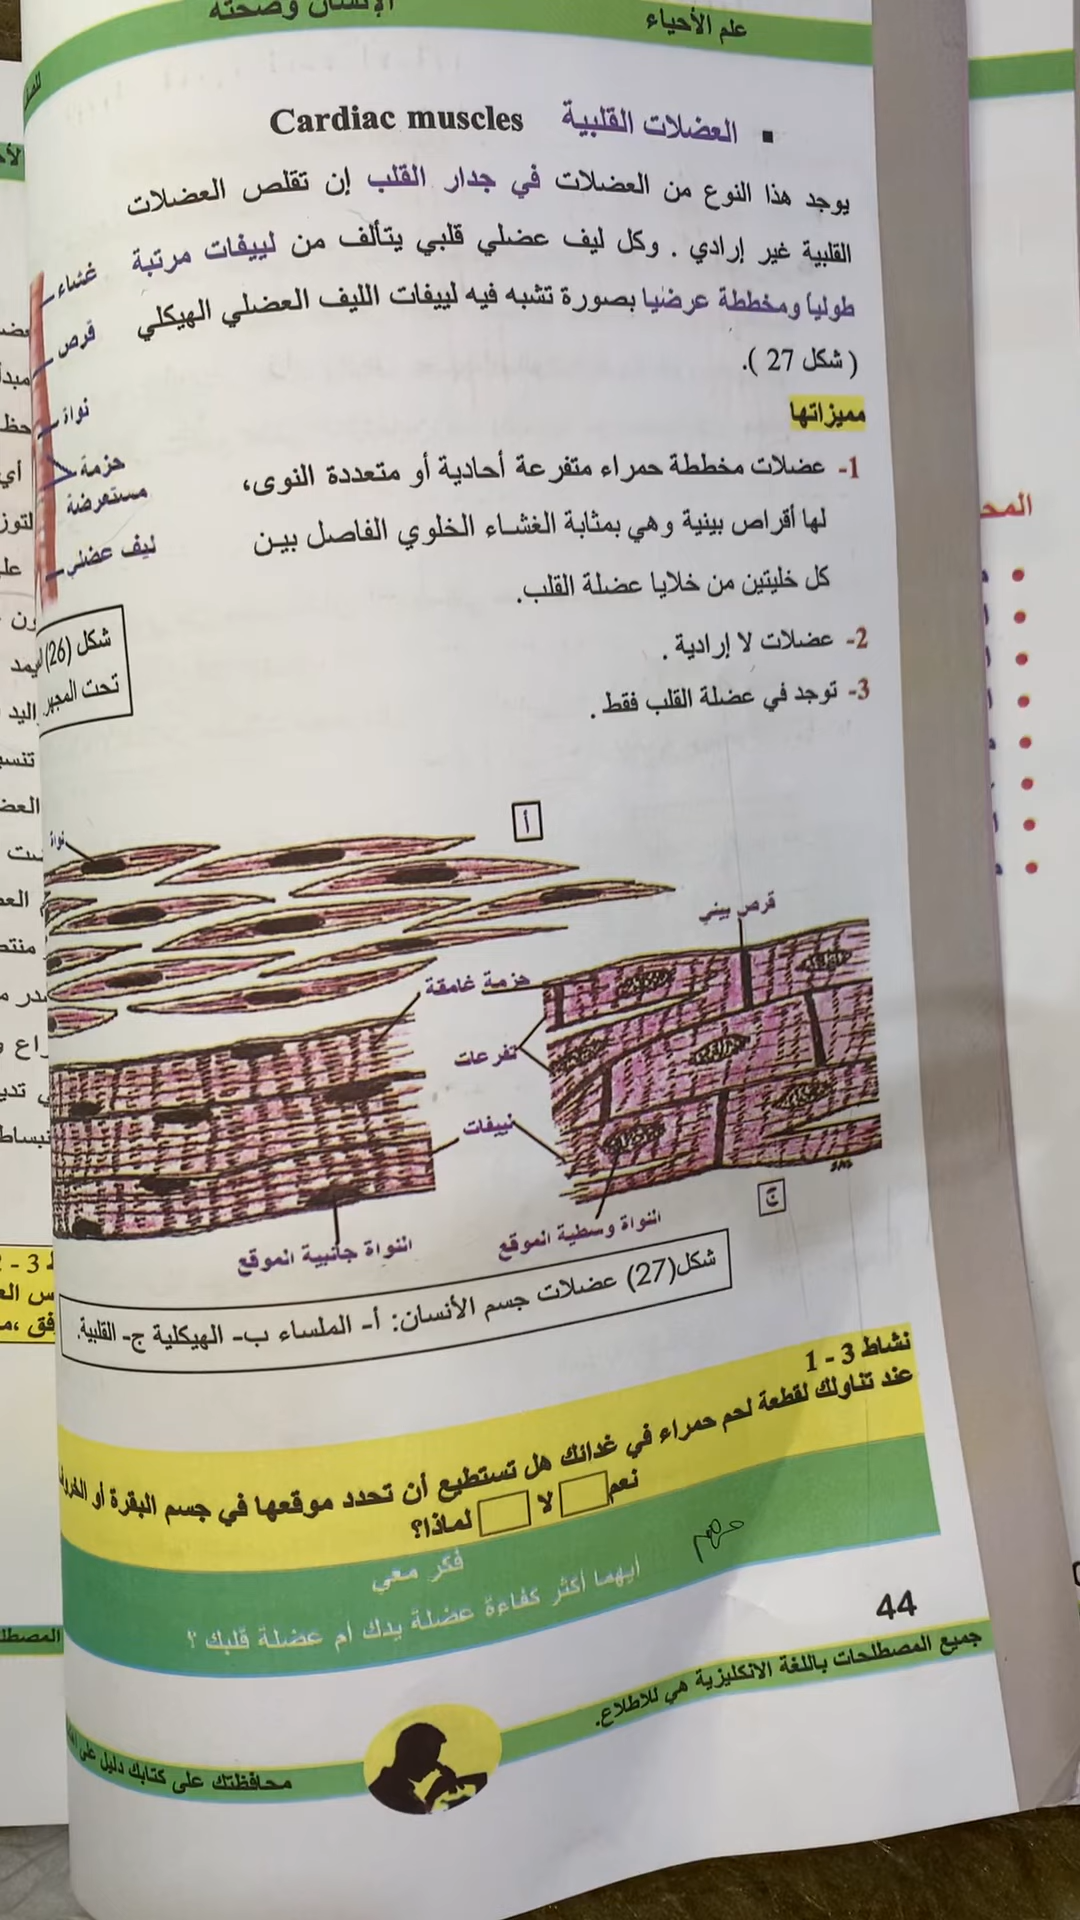 علم الأحياء
الإنسان وصحته
▪ العضلات القلبية Cardiac muscles
يوجد هذا النوع من العضلات في جدار القلب إن تقلص العضلات
القلبية غير إرادي . وكل ليف عضلي قلبي يتألف من لييفات مرتبة
طولياً ومخططة عرضيا بصورة تشبه فيه لييفات الليف العضلي الهيكلي
( شكل 27 ).
مميزاتها
1- عضلات مخططة حمراء متفرعة أحادية أو متعددة النوى،
لها أقراص بينية وهي بمثابة الغشاء الخلوي الفاصل بين
كل خليتين من خلايا عضلة القلب.
2- عضلات لا إرادية .
3- توجد في عضلة القلب فقط .
غشاء
قرص
نواة
حزمة
مستعرضة
ليف عضلي
شكل (26)
تحت المجهر
أ
نواة
قرص بيني
حزمة غامقة
تفرعات
لييفات
النواة وسطية الموقع
النواة جانبية الموقع
ج
شكل(27) عضلات جسم الأنسان: أ- الملساء ب- الهيكلية ج- القلبية.
نشاط 3 - 1
عند تناولك لقطعة لحم حمراء في غدائك هل تستطيع أن تحدد موقعها في جسم البقرة أو
نعم لا لماذا؟
فكر معي
أيهما أكثر كفاءة عضلة يدك أم عضلة قلبك ؟
44
جميع المصطلحات باللغة الانكليزية هي للاطلاع.
محافظتك على كتابك دليل على